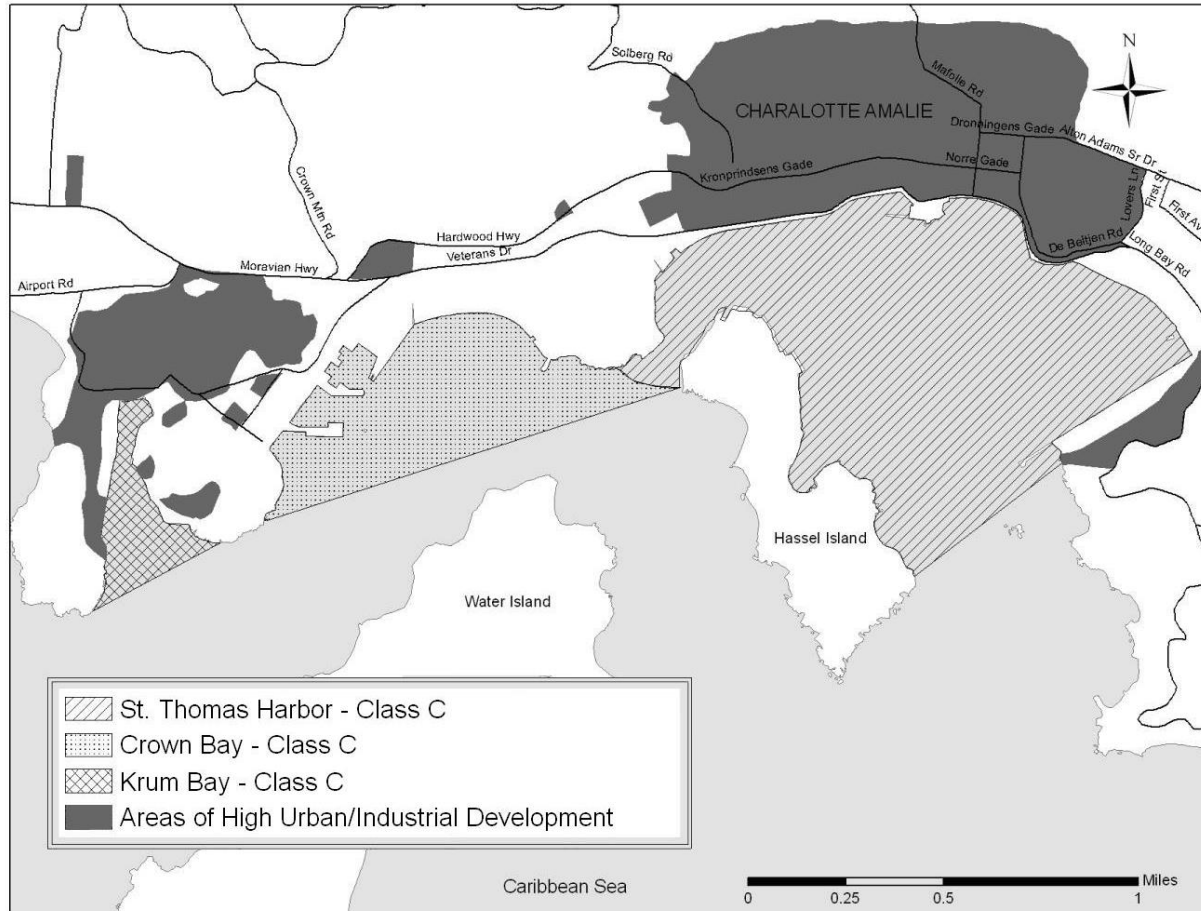 Solberg Rd
N
Mafolle Rd
CHARALOTTE AMALIE
Dronningens Gade
Alton Adams Sr Dr
Kronprindsens Gade
Norre Gade
Lovers Ln
First St
First Av
Crown Mtn Rd
Hardwood Hwy
Veterans Dr
De Beltjen Rd
Long Bay Rd
Moravian Hwy
Airport Rd
Hassel Island
Water Island
St. Thomas Harbor - Class C
Crown Bay - Class C
Krum Bay - Class C
Areas of High Urban/Industrial Development
Caribbean Sea
Miles
0 0.25 0.5 1